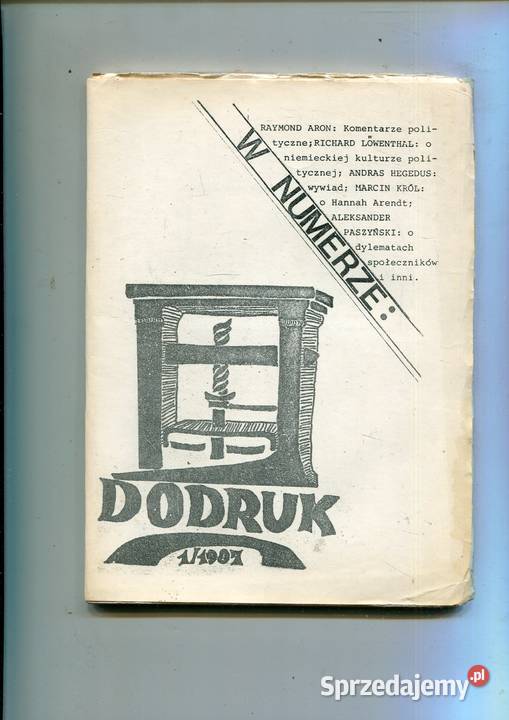 RAYMOND ARON: Komentarze poli-
tyczne;RICHARD LÖWENTHAL: o
niemieckiej kulturze poli-
tycznej; ANDRAS HEGEDUS:
wywiad; MARCIN KRÓL:
o Hannah Arendt;
ALEKSANDER
PASZYŃSKI: o
dylematach
społeczników
i inni.
W NUMERZE:
DODRUK
1/1987
Sprzedajemy.pl